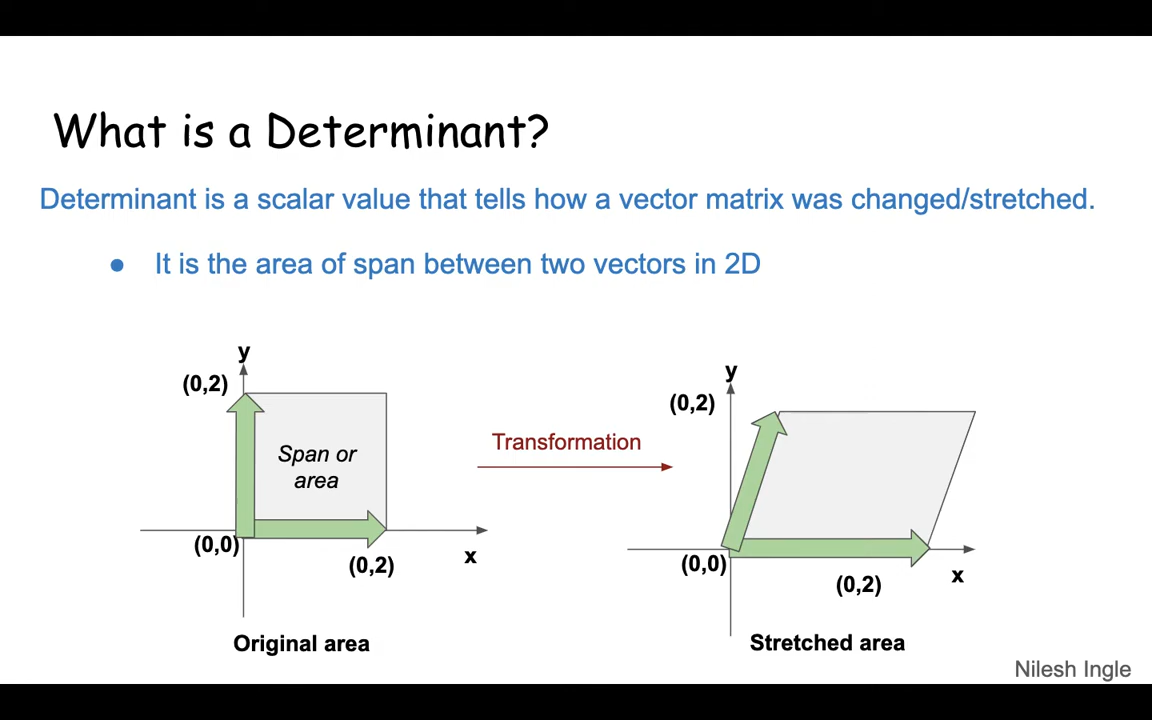 What is a Determinant?
Determinant is a scalar value that tells how a vector matrix was changed/stretched.
● It is the area of span between two vectors in 2D
y
(0,2)
Span or
area
(0,0)
(0,2)
x
Original area
Transformation
y
(0,2)
(0,0)
(0,2)
x
Stretched area
Nilesh Ingle